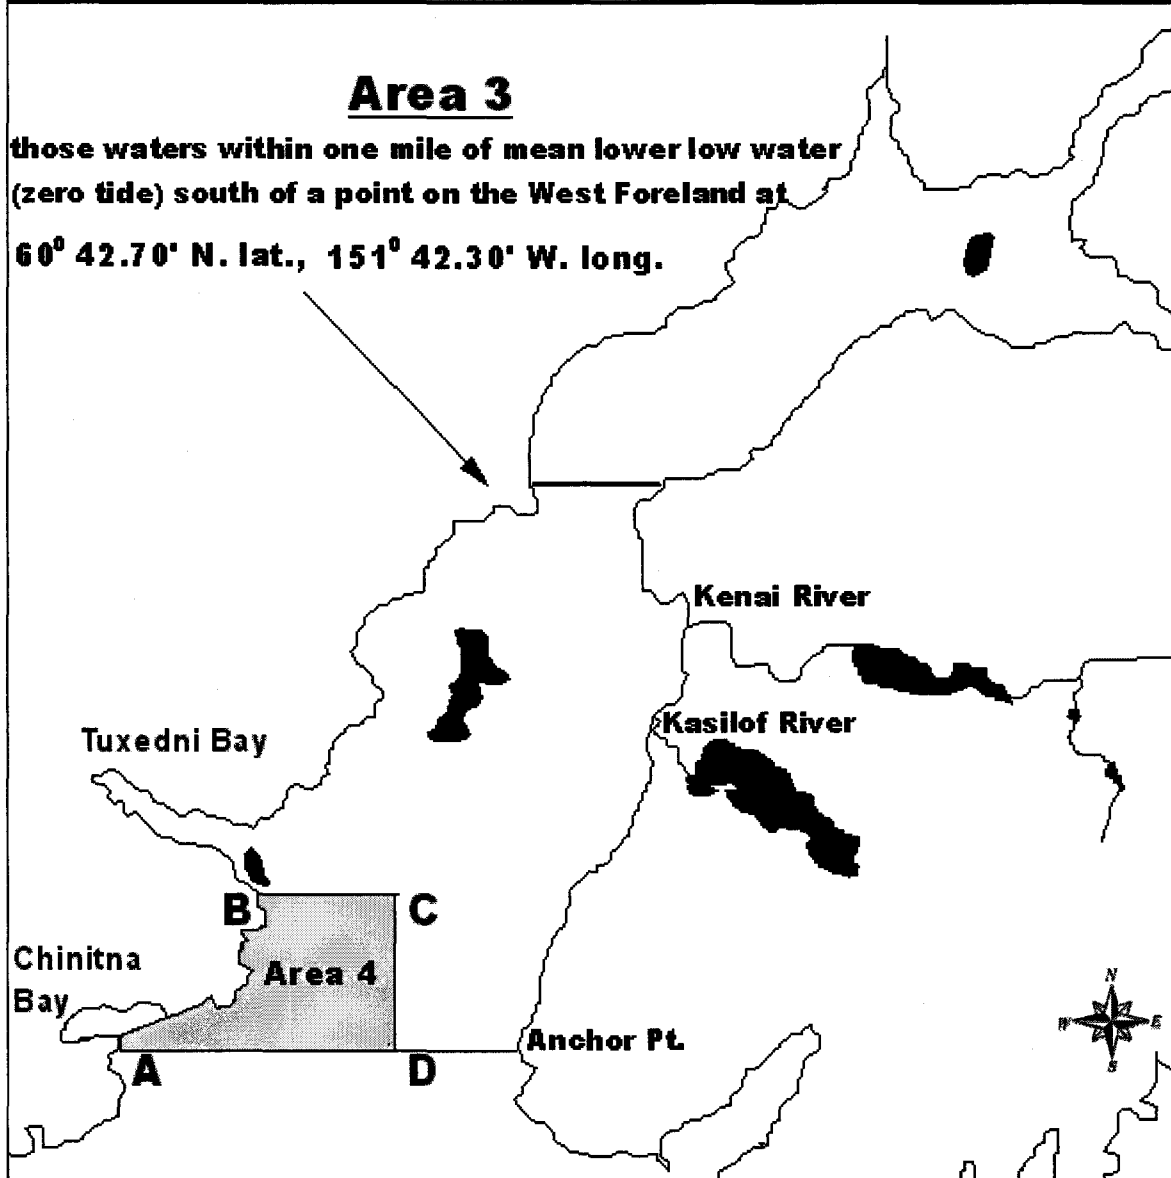 Area 3
those waters within one mile of mean lower low water
(zero tide) south of a point on the West Foreland at
60⁰ 42.70' N. lat., 151⁰ 42.30' W. long.
Kenai River
Kasilof River
Tuxedni Bay
B
C
Chinitna
Bay
Area 4
A
D
Anchor Pt.
N
W
E
S